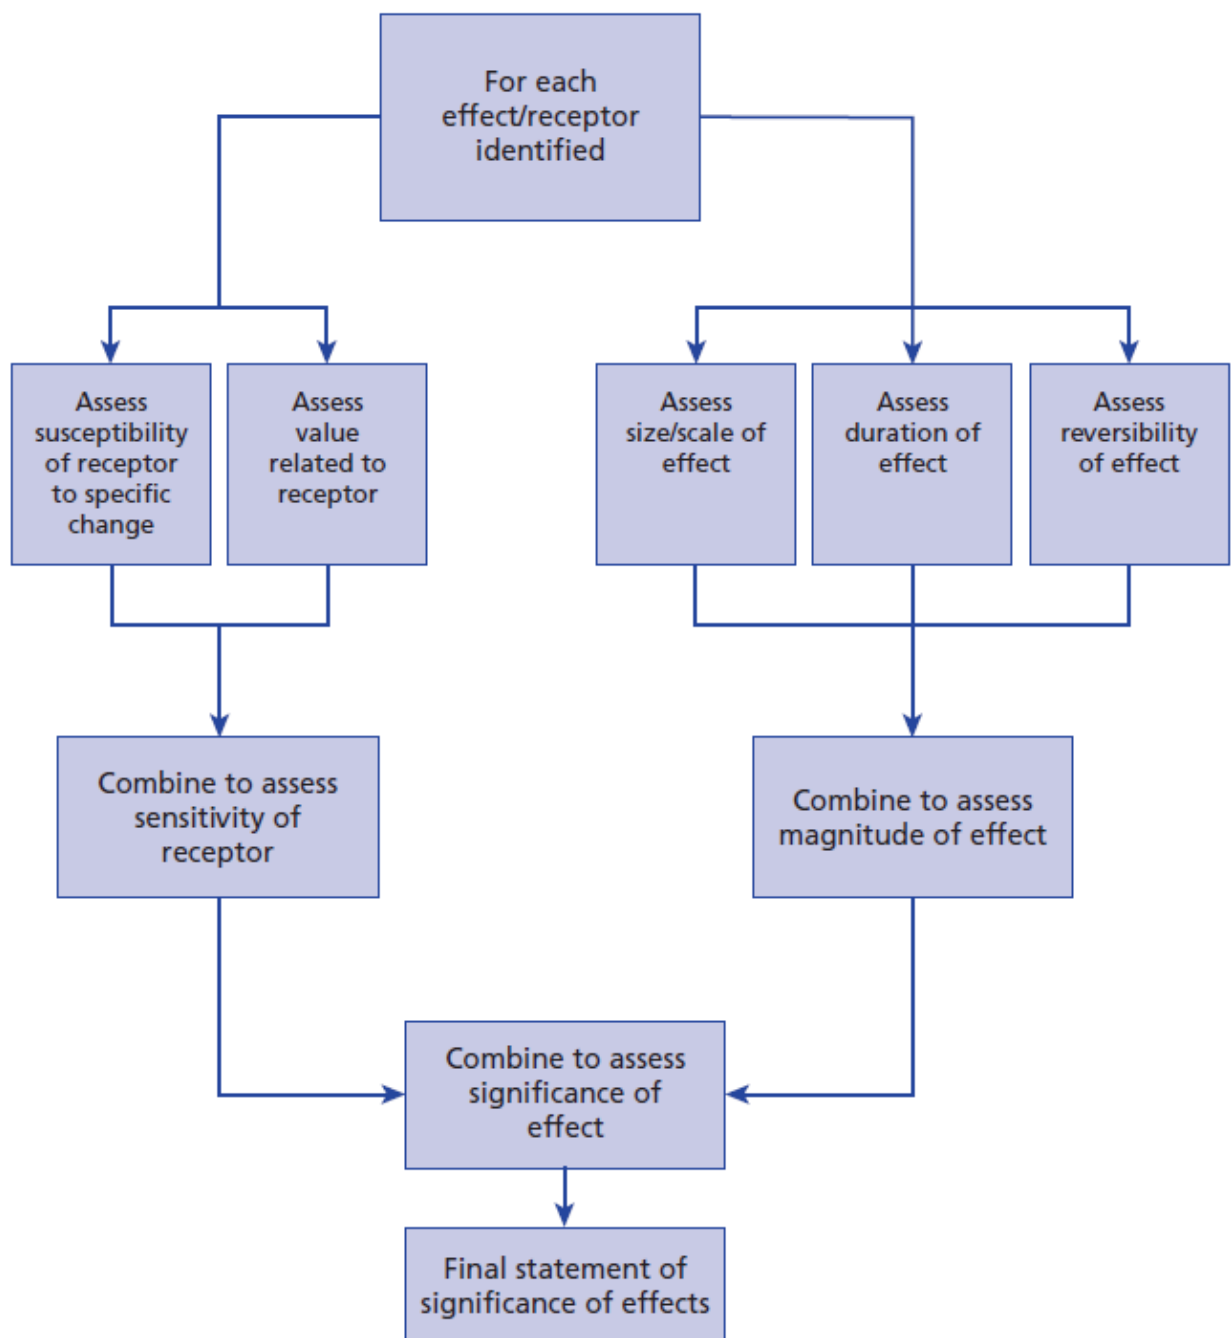 For each
effect/receptor
identified
Assess
susceptibility
of receptor
to specific
change
Assess
value
related to
receptor
Assess
size/scale of
effect
Assess
duration of
effect
Assess
reversibility
of effect
Combine to assess
sensitivity of
receptor
Combine to assess
magnitude of effect
Combine to assess
significance of
effect
Final statement of
significance of effects